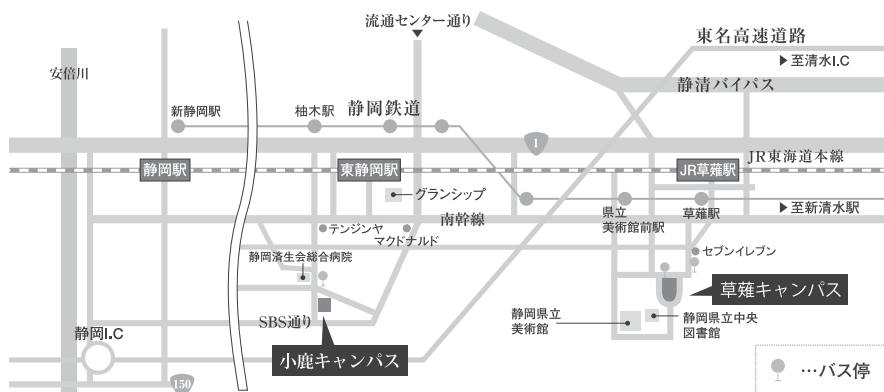 流通センター通り
東名高速道路
▶至清水I.C
安倍川
静清バイパス
新静岡駅
柚木駅
静岡鉄道
1
JR東海道本線
静岡駅
東静岡駅
JR草薙駅
グランシップ
南幹線
県立
美術館前駅
草薙駅
▶至新清水駅
テンジンヤ
マクドナルド
セブンイレブン
静岡済生会総合病院
草薙キャンパス
SBS通り
静岡県立
美術館
静岡県立中央
図書館
静岡I.C
小鹿キャンパス
150
…バス停